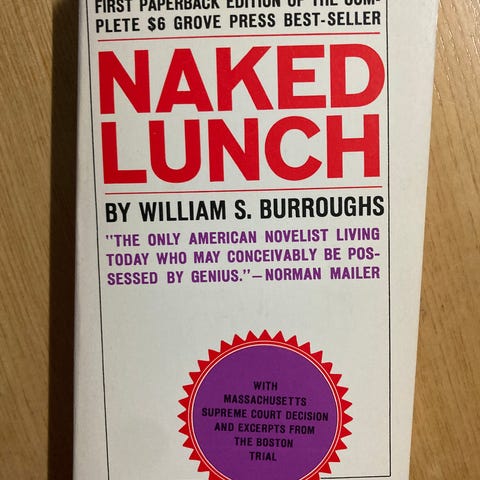 FIRST PAPERBACK EDITION OF THE COM-
PLETE $6 GROVE PRESS BEST-SELLER
NAKED
LUNCH
BY WILLIAM S. BURROUGHS
"THE ONLY AMERICAN NOVELIST LIVING
TODAY WHO MAY CONCEIVABLY BE POS-
SESSED BY GENIUS."—NORMAN MAILER
WITH
MASSACHUSETTS
SUPREME COURT DECISION
AND EXCERPTS FROM
THE BOSTON
TRIAL